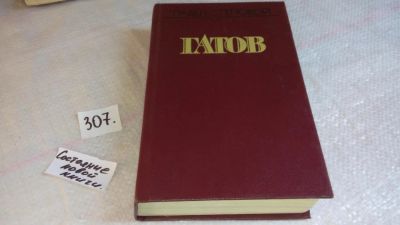 ГАТОВ
307.
Состояние
новой
книги.